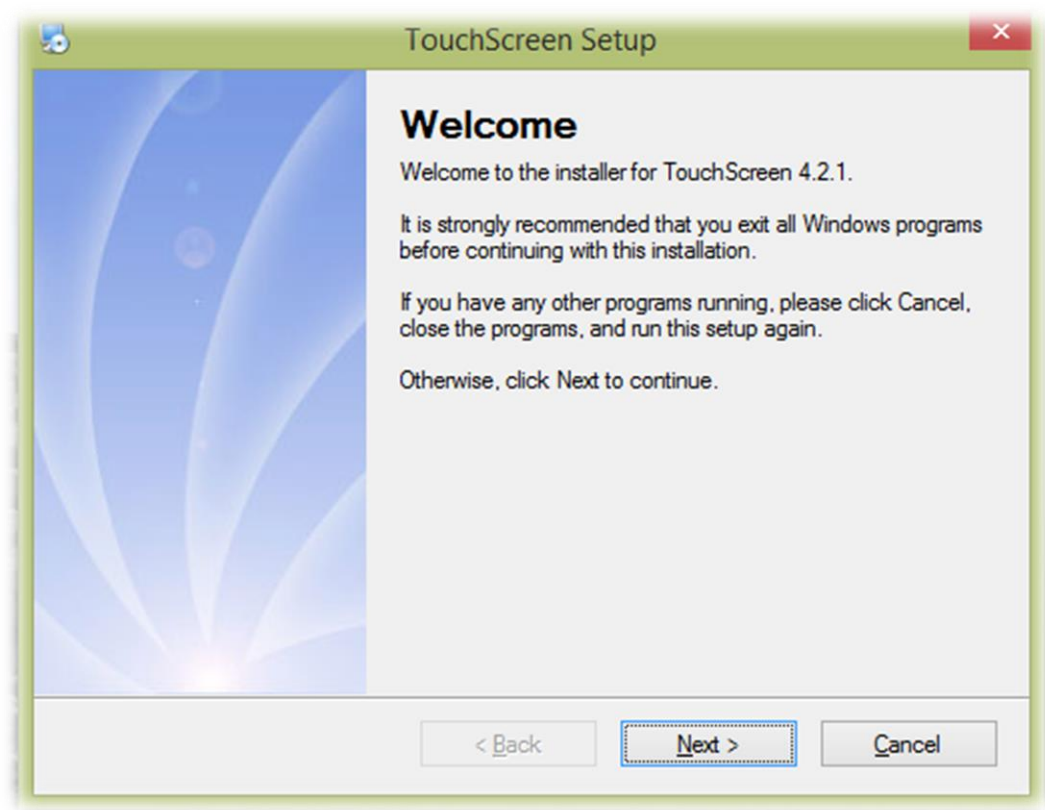 TouchScreen Setup
Welcome
Welcome to the installer for TouchScreen 4.2.1.
It is strongly recommended that you exit all Windows programs
before continuing with this installation.
If you have any other programs running, please click Cancel,
close the programs, and run this setup again.
Otherwise, click Next to continue.
< Back
Next >
Cancel